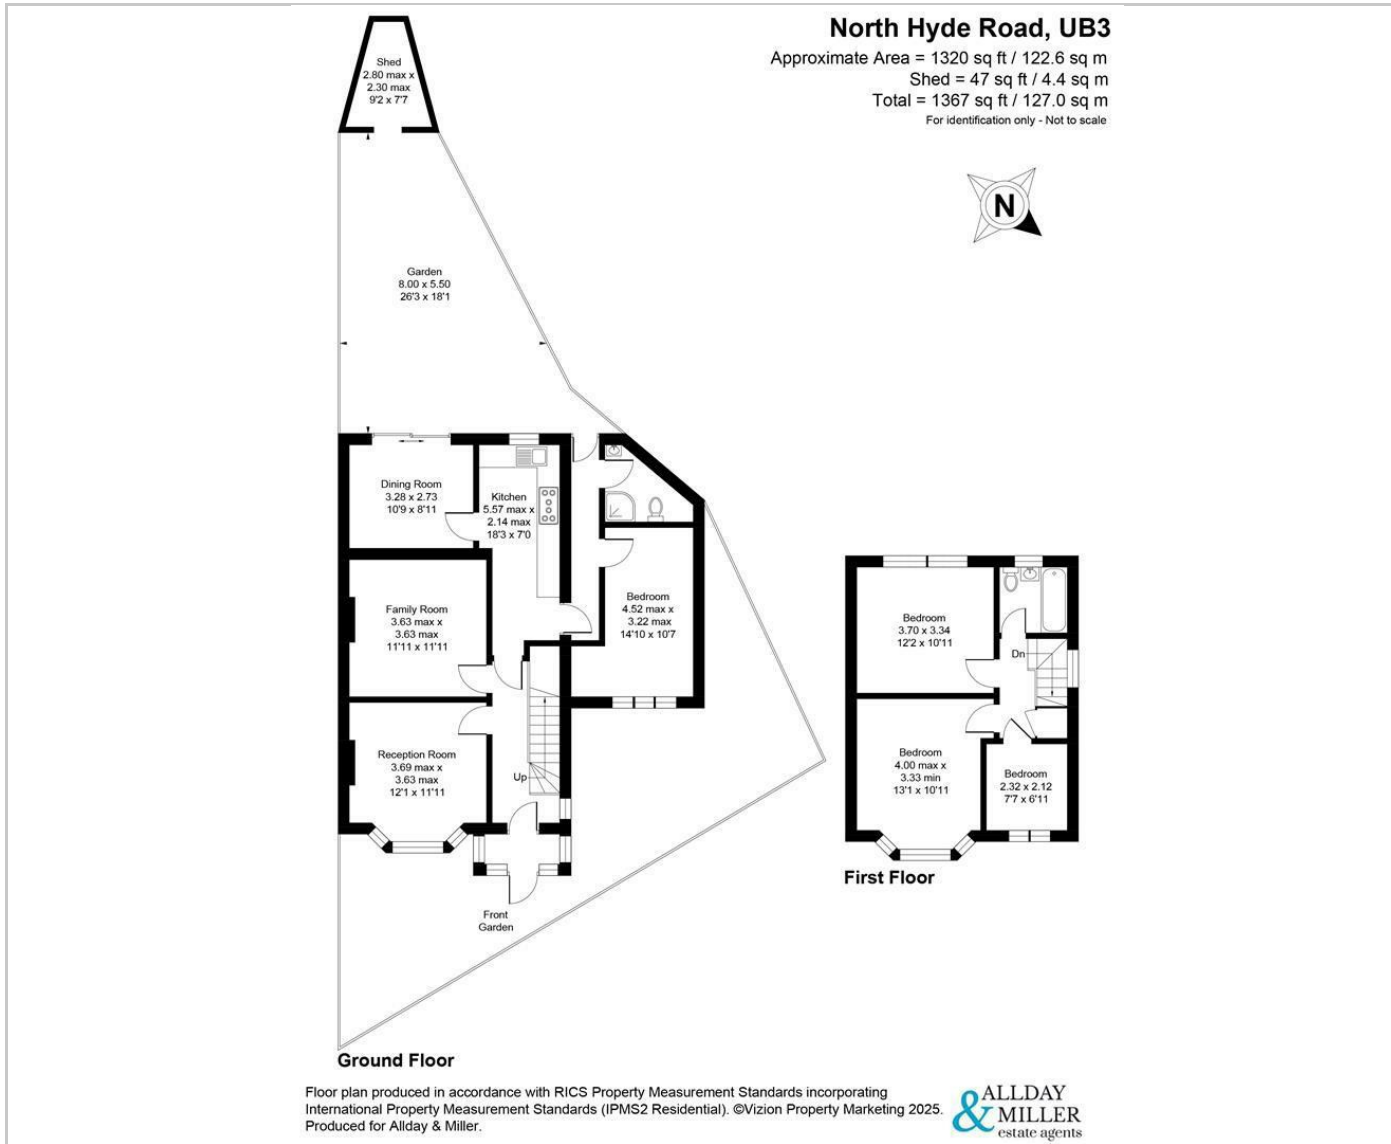 North Hyde Road, UB3
Approximate Area = 1320 sq ft / 122.6 sq m
Shed = 47 sq ft / 4.4 sq m
Total = 1367 sq ft / 127.0 sq m
For identification only - Not to scale
N
Shed
2.80 max x
2.30 max
9'2 x 7'7
Garden
8.00 x 5.50
26'3 x 18'1
Dining Room
3.28 x 2.73
10'9 x 8'11
Kitchen
5.57 max x
2.14 max
18'3 x 7'0
Family Room
3.63 max x
3.63 max
11'11 x 11'11
Bedroom
4.52 max x
3.22 max
14'10 x 10'7
Reception Room
3.69 max x
3.63 max
12'1 x 11'11
Up
Front
Garden
Ground Floor
Bedroom
3.70 x 3.34
12'2 x 10'11
Dn
Bedroom
4.00 max x
3.33 min
13'1 x 10'11
Bedroom
2.32 x 2.12
7'7 x 6'11
First Floor
Floor plan produced in accordance with RICS Property Measurement Standards incorporating
International Property Measurement Standards (IPMS2 Residential). ©Vizion Property Marketing 2025.
Produced for Allday & Miller.
ALLDAY
& MILLER
estate agents